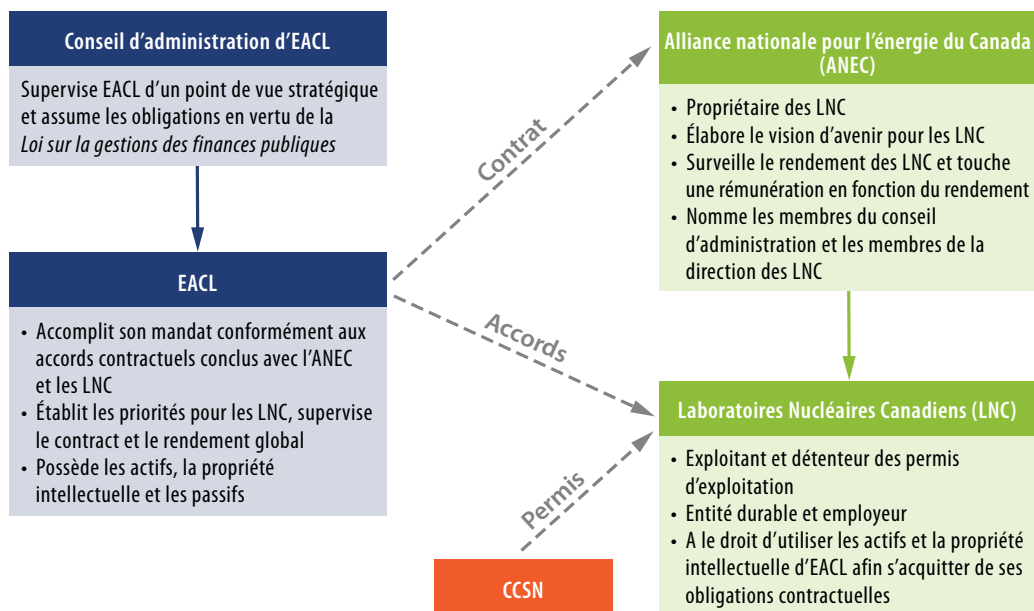 Conseil d'administration d'EACL
Supervise EACL d'un point de vue stratégique
et assume les obligations en vertu de la
Loi sur la gestions des finances publiques
EACL
• Accomplit son mandat conformément aux
accords contractuels conclus avec l'ANEC
et les LNC
• Établit les priorités pour les LNC, supervise
le contract et le rendement global
• Possède les actifs, la propriété
intellectuelle et les passifs
Contrat
Accords
Permis
CCSN
Alliance nationale pour l'énergie du Canada
(ANEC)
• Propriétaire des LNC
• Élabore le vision d'avenir pour les LNC
• Surveille le rendement des LNC et touche
une rémunération en fonction du rendement
• Nomme les membres du conseil
d'administration et les membres de la
direction des LNC
Laboratoires Nucléaires Canadiens (LNC)
• Exploitant et détenteur des permis
d'exploitation
• Entité durable et employeur
• A le droit d'utiliser les actifs et la propriété
intellectuelle d'EACL afin s'acquitter de ses
obligations contractuelles